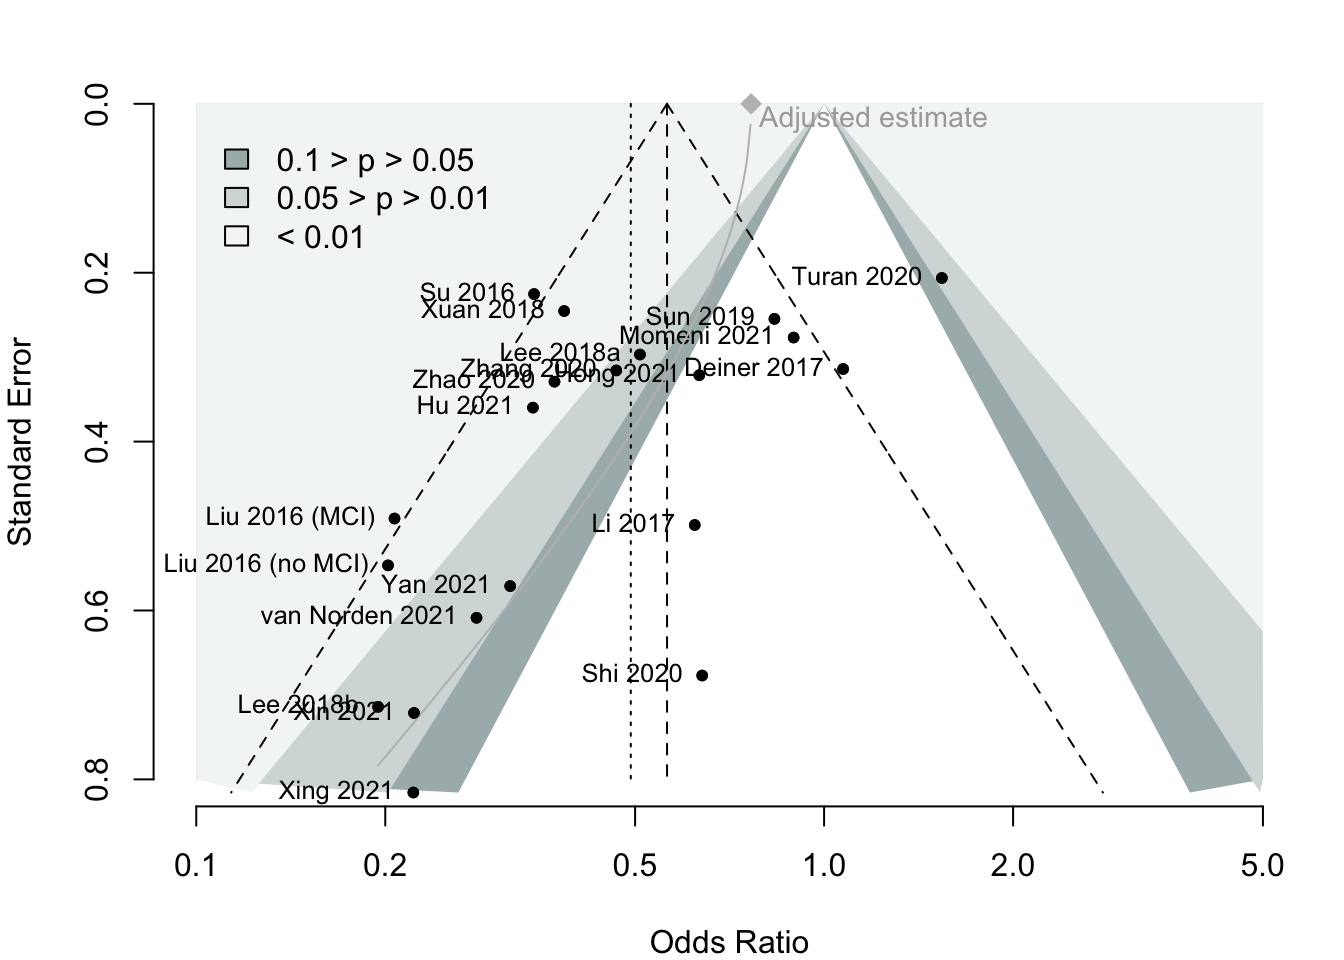 0.0
Adjusted estimate
0.1 > p > 0.05
0.05 > p > 0.01
< 0.01
0.2
Turan 2020
Su 2016
Xuan 2018
Sun 2019
Momeni 2021
Lee 2018a
Zhang 2020
Hong 2021
Deiner 2017
Zhao 2020
Hu 2021
Standard Error
0.4
Liu 2016 (MCI)
Li 2017
Liu 2016 (no MCI)
Yan 2021
0.6
van Norden 2021
Shi 2020
Lee 2018b
Xin 2021
0.8
Xing 2021
0.1 0.2 0.5 1.0 2.0 5.0
Odds Ratio